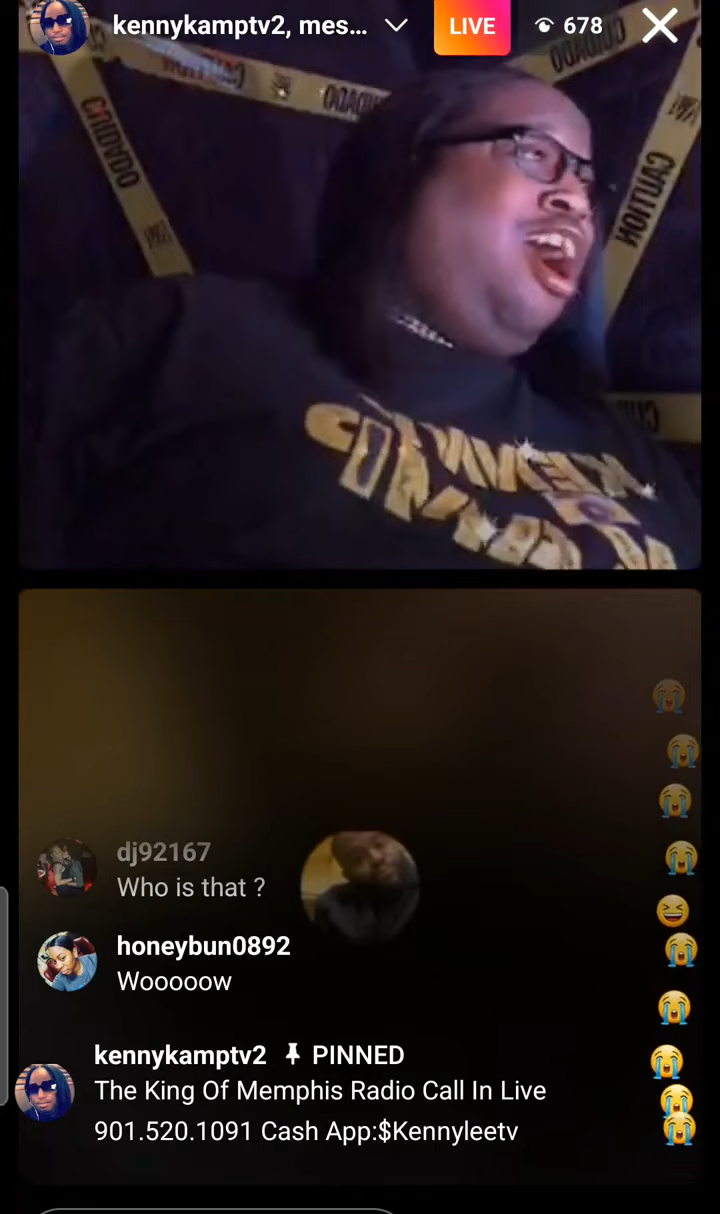 kennykamptv2, mes...
LIVE
678
CUIDADO
CAUTION
dj92167
Who is that ?
honeybun0892
Wooooow
kennykamptv2 PINNED
The King Of Memphis Radio Call In Live
901.520.1091 Cash App:$Kennyleetv